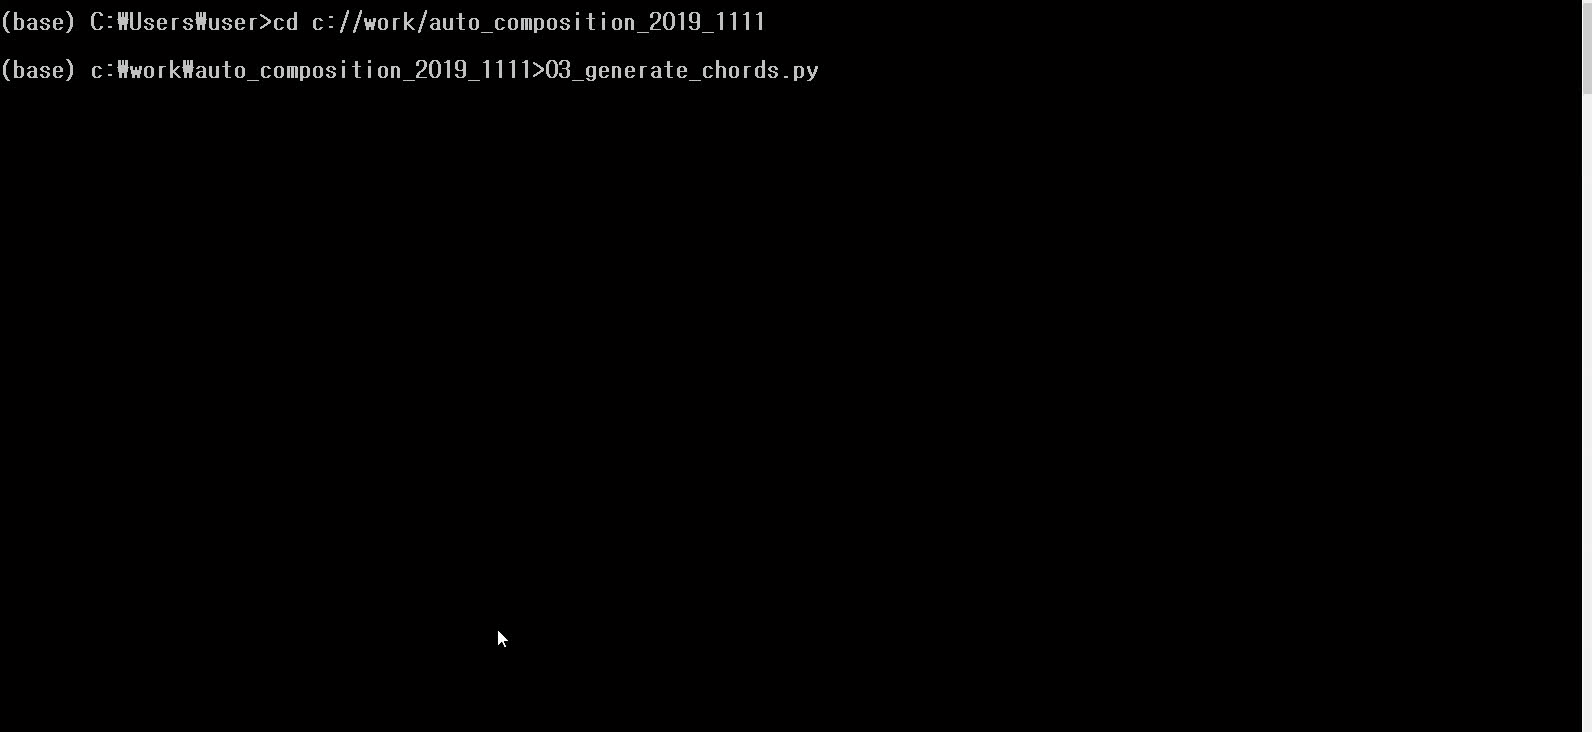 (base) C:₩Users₩user>cd c://work/auto_composition_2019_1111
(base) c:₩work₩auto_composition_2019_1111>03_generate_chords.py